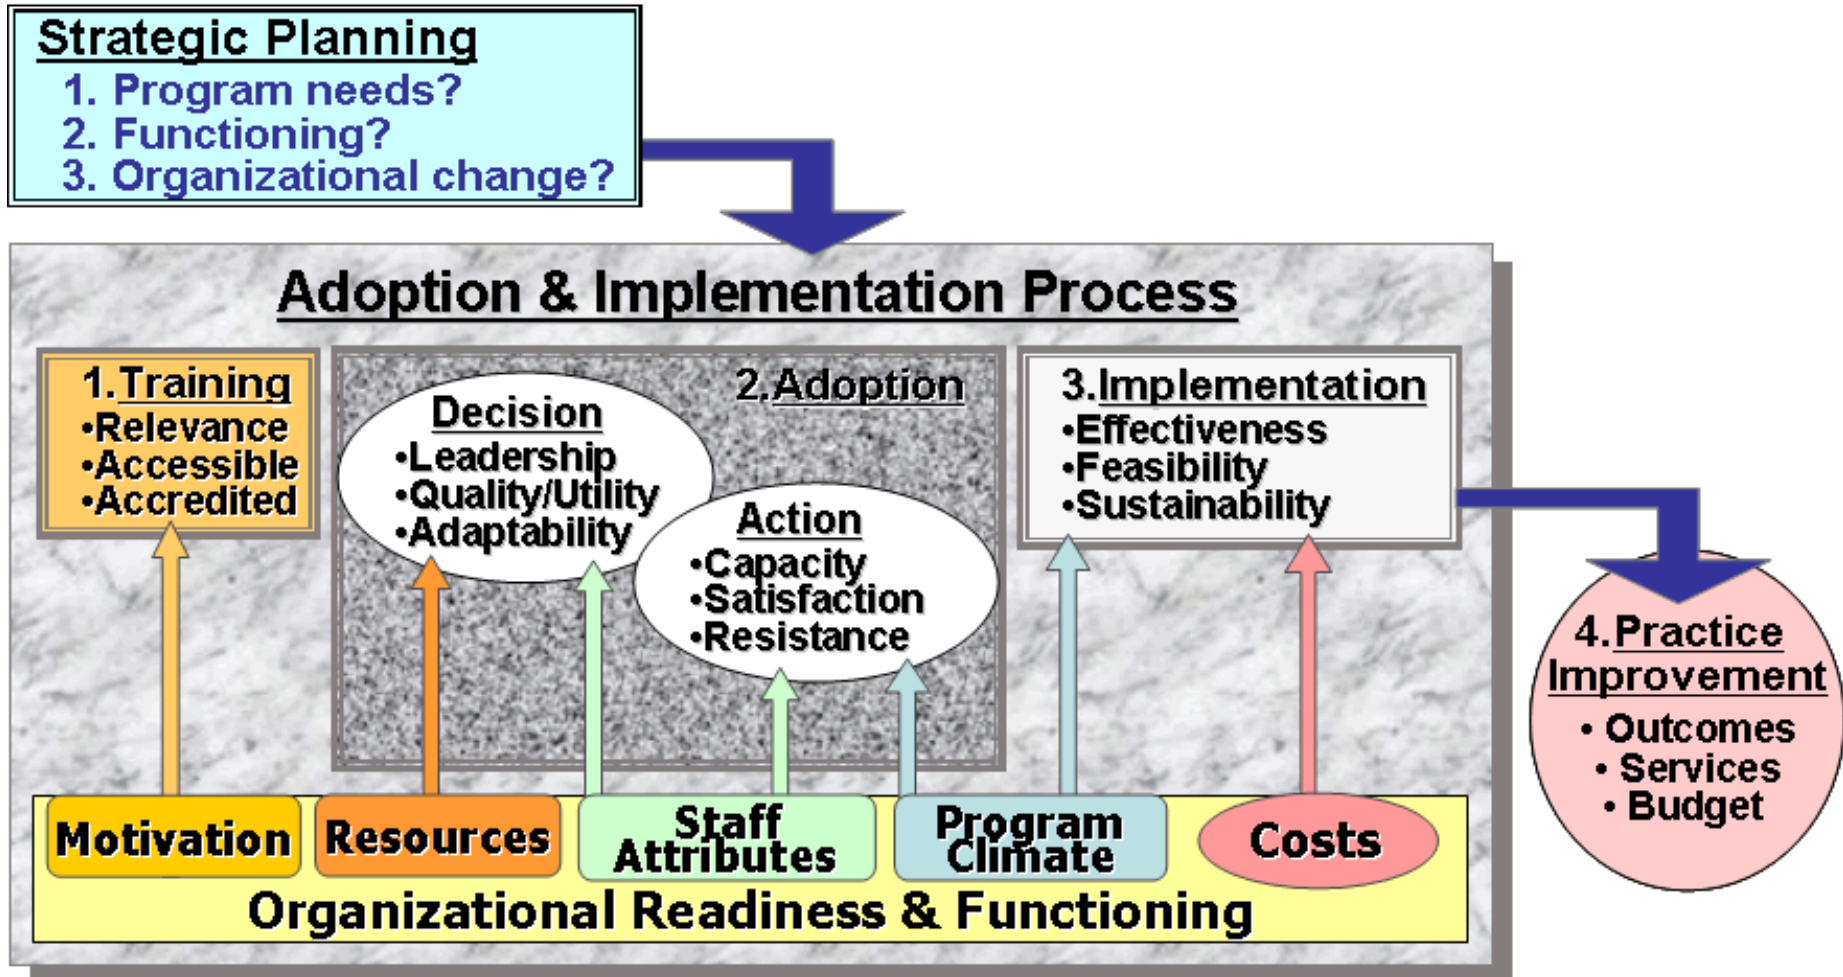 Strategic Planning
1. Program needs?
2. Functioning?
3. Organizational change?
Adoption & Implementation Process
1.Training
•Relevance
•Accessible
•Accredited
2.Adoption
Decision
•Leadership
•Quality/Utility
•Adaptability
Action
•Capacity
•Satisfaction
•Resistance
3.Implementation
•Effectiveness
•Feasibility
•Sustainability
4.Practice
Improvement
• Outcomes
• Services
• Budget
Motivation
Resources
Staff
Attributes
Program
Climate
Costs
Organizational Readiness & Functioning